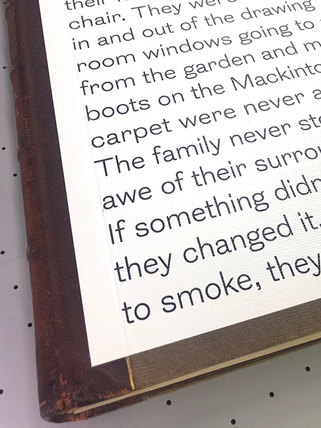 chair. They were
in and out of the drawing
room windows going to
from the garden and m
boots on the Mackinto
carpet were never a
The family never ste
awe of their surrou
If something didn
they changed it.
to smoke, they